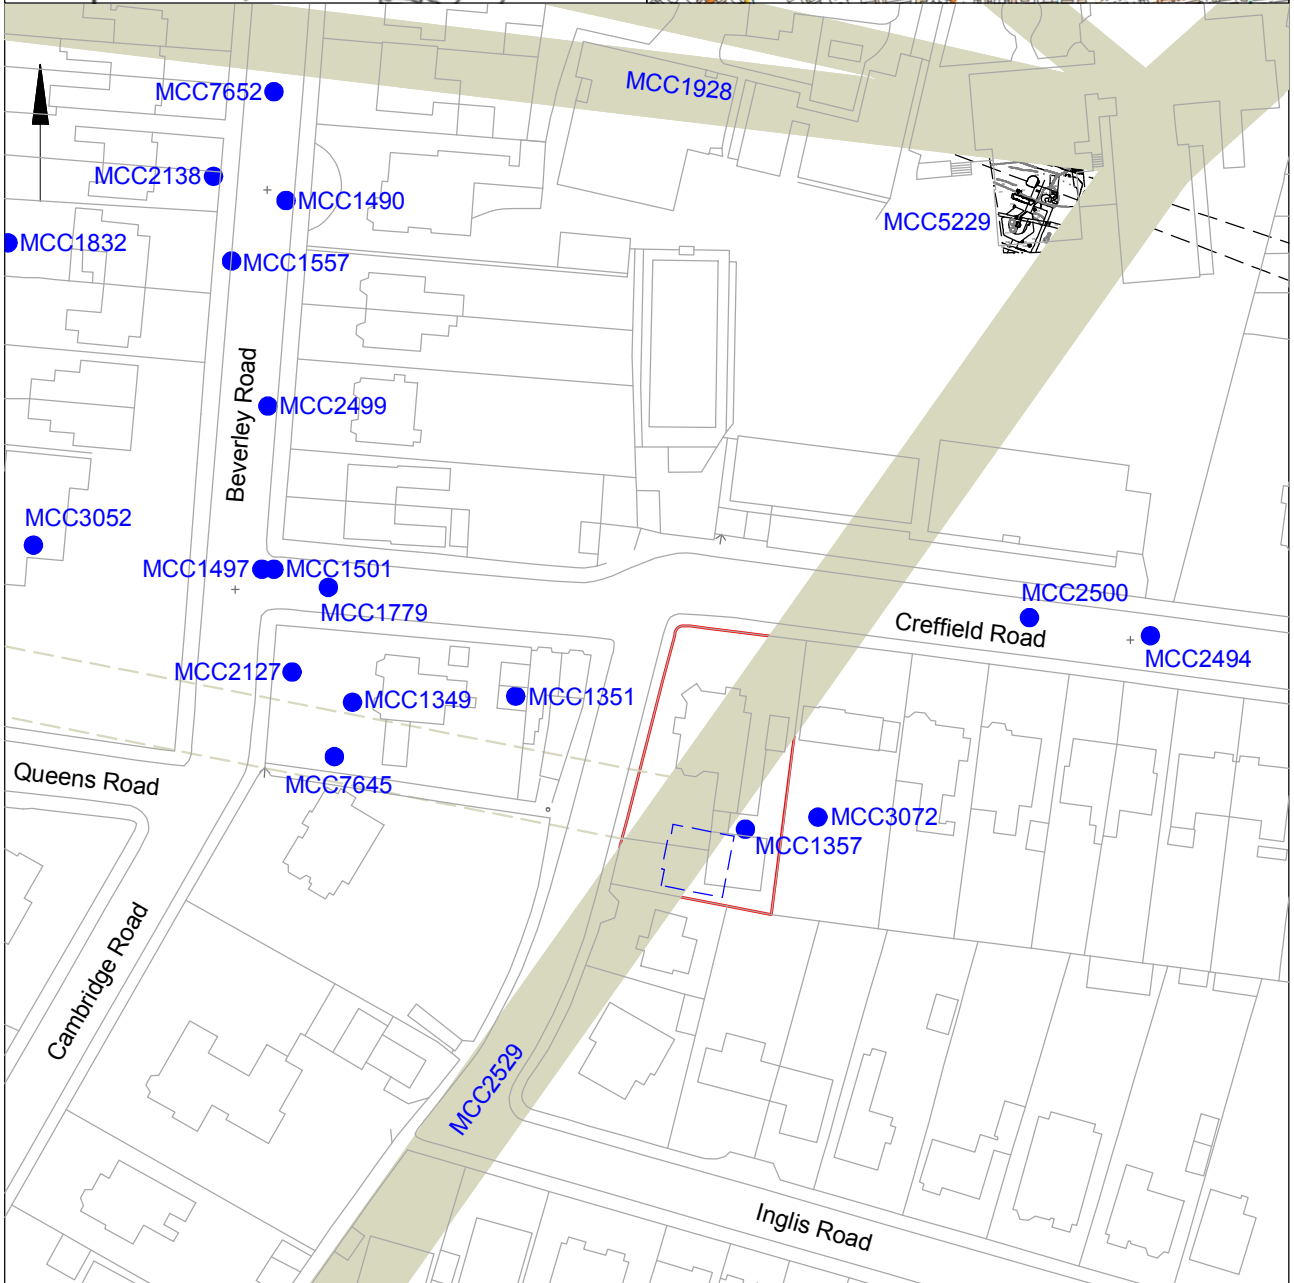 MCC7652
MCC1928
MCC2138
MCC1490
MCC5229
MCC1832
MCC1557
Beverley Road
MCC2499
MCC3052
MCC1497
MCC1501
MCC1779
MCC2500
Creffield Road
MCC2494
MCC2127
MCC1349
MCC1351
Queens Road
MCC7645
MCC3072
MCC1357
Cambridge Road
MCC2529
Inglis Road